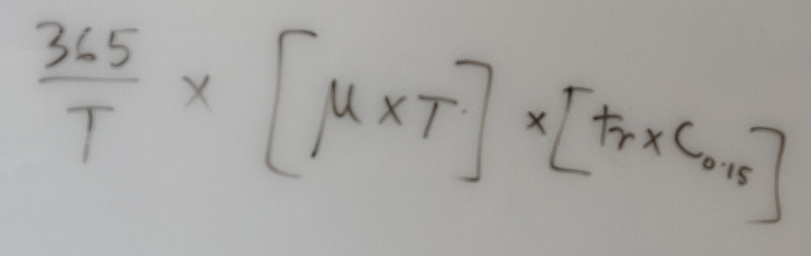 365/T × [μ × T] × [tr × C0.15]